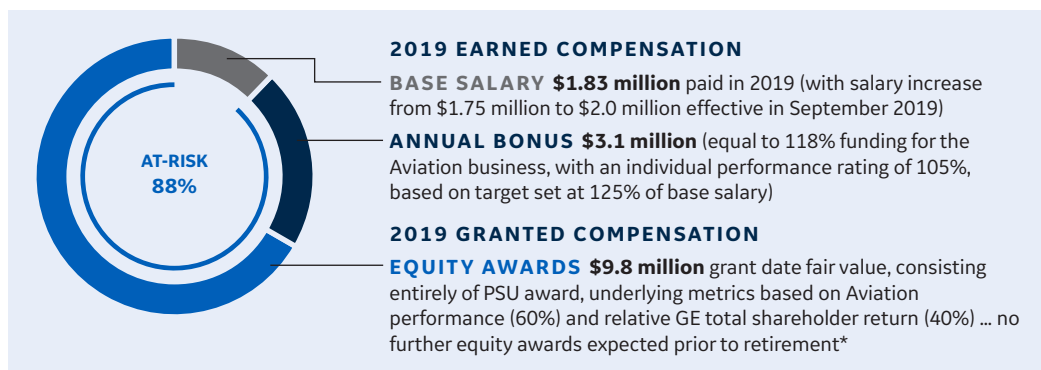 AT-RISK
88%
2019 EARNED COMPENSATION
BASE SALARY $1.83 million paid in 2019 (with salary increase
from $1.75 million to $2.0 million effective in September 2019)
ANNUAL BONUS $3.1 million (equal to 118% funding for the
Aviation business, with an individual performance rating of 105%,
based on target set at 125% of base salary)
2019 GRANTED COMPENSATION
EQUITY AWARDS $9.8 million grant date fair value, consisting
entirely of PSU award, underlying metrics based on Aviation
performance (60%) and relative GE total shareholder return (40%) ... no
further equity awards expected prior to retirement*